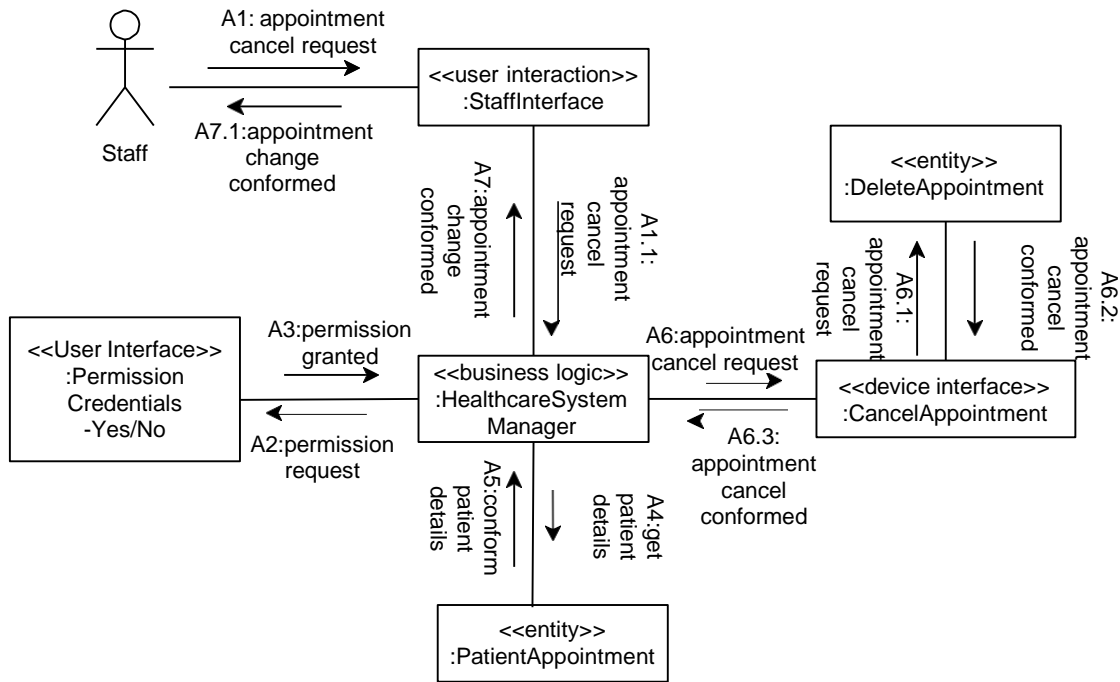 A1: appointment
cancel request
<<user interaction>>
:StaffInterface
A7.1:appointment
change
conformed
Staff
<<entity>>
:DeleteAppointment
A7:appointment
change
conformed
A1.1:
appointment
cancel
request
A6.1:
appointment
cancel
request
A6.2:
appointment
cancel
conformed
<<User Interface>>
:Permission
Credentials
-Yes/No
A3:permission
granted
A2:permission
request
<<business logic>>
:HealthcareSystem
Manager
A6:appointment
cancel request
A6.3:
appointment
cancel
conformed
<<device interface>>
:CancelAppointment
A5:conform
patient
details
A4:get
patient
details
<<entity>>
:PatientAppointment